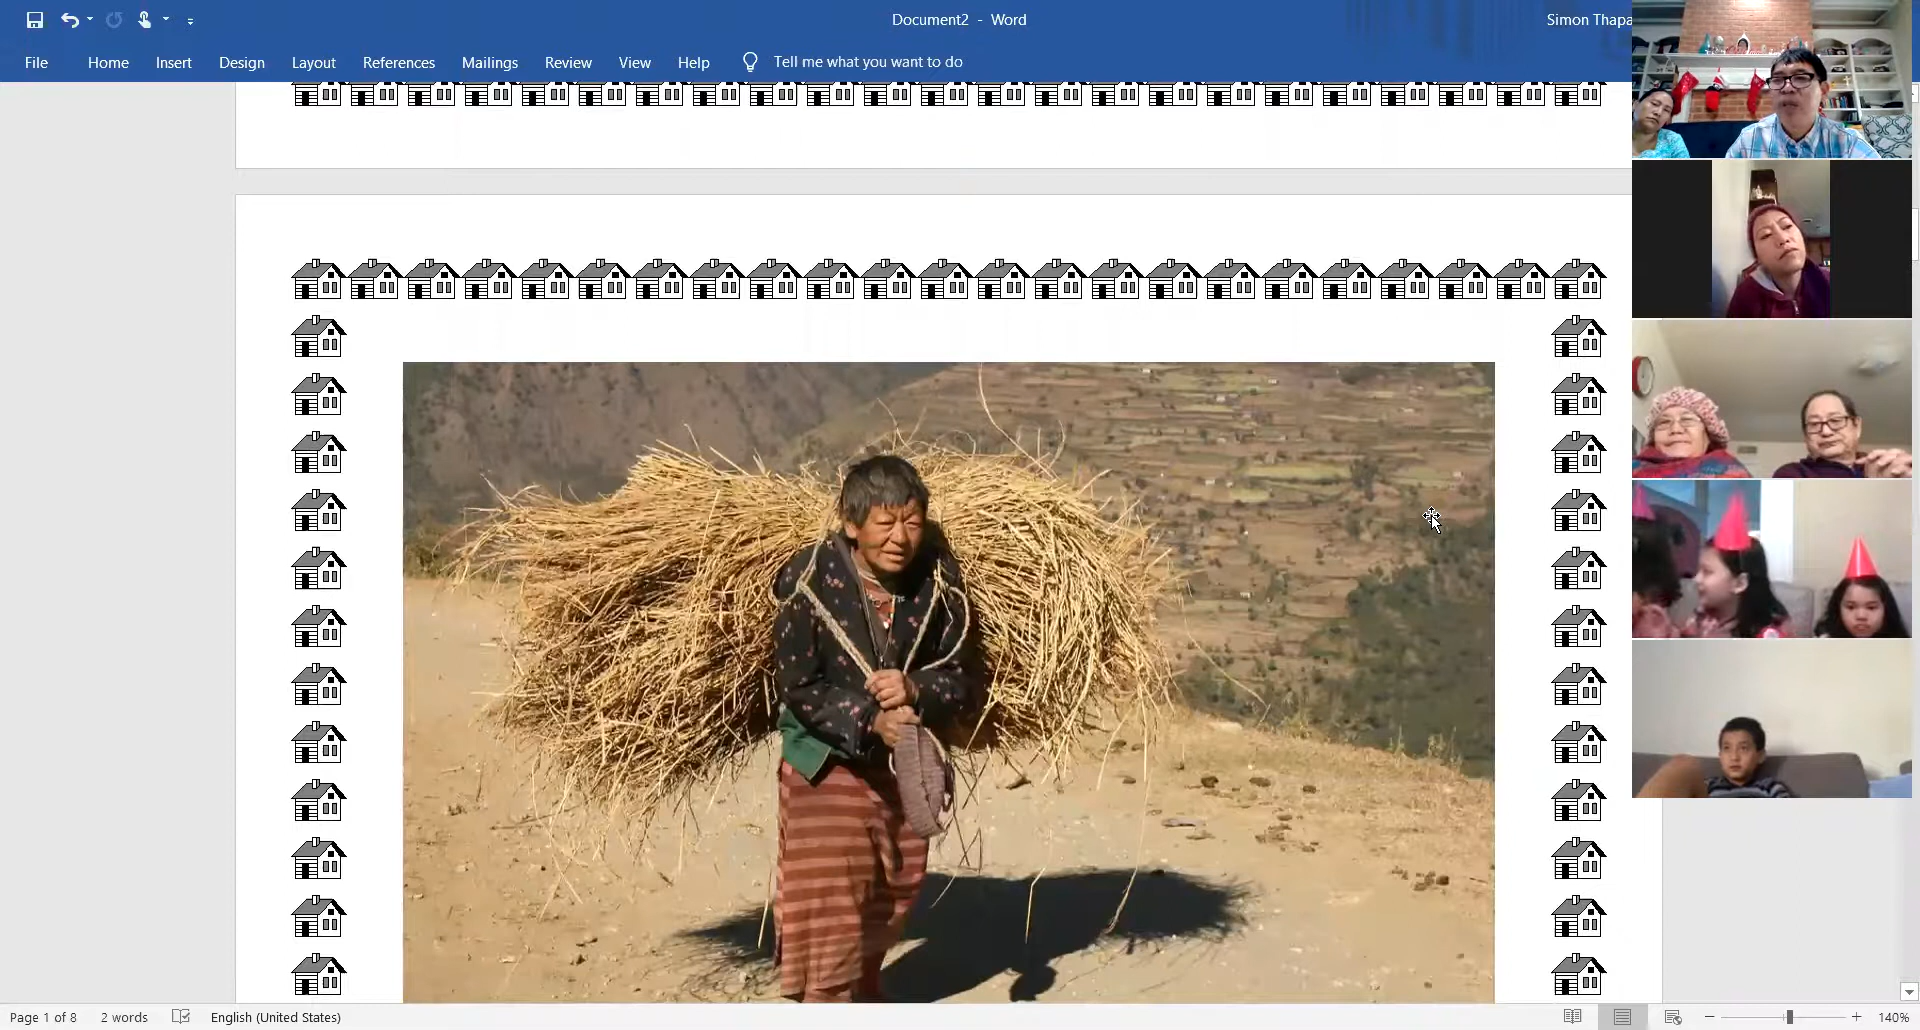 Document2 - Word
Simon Thapa
File Home Insert Design Layout References Mailings Review View Help Tell me what you want to do
Page 1 of 8 2 words English (United States) 140%